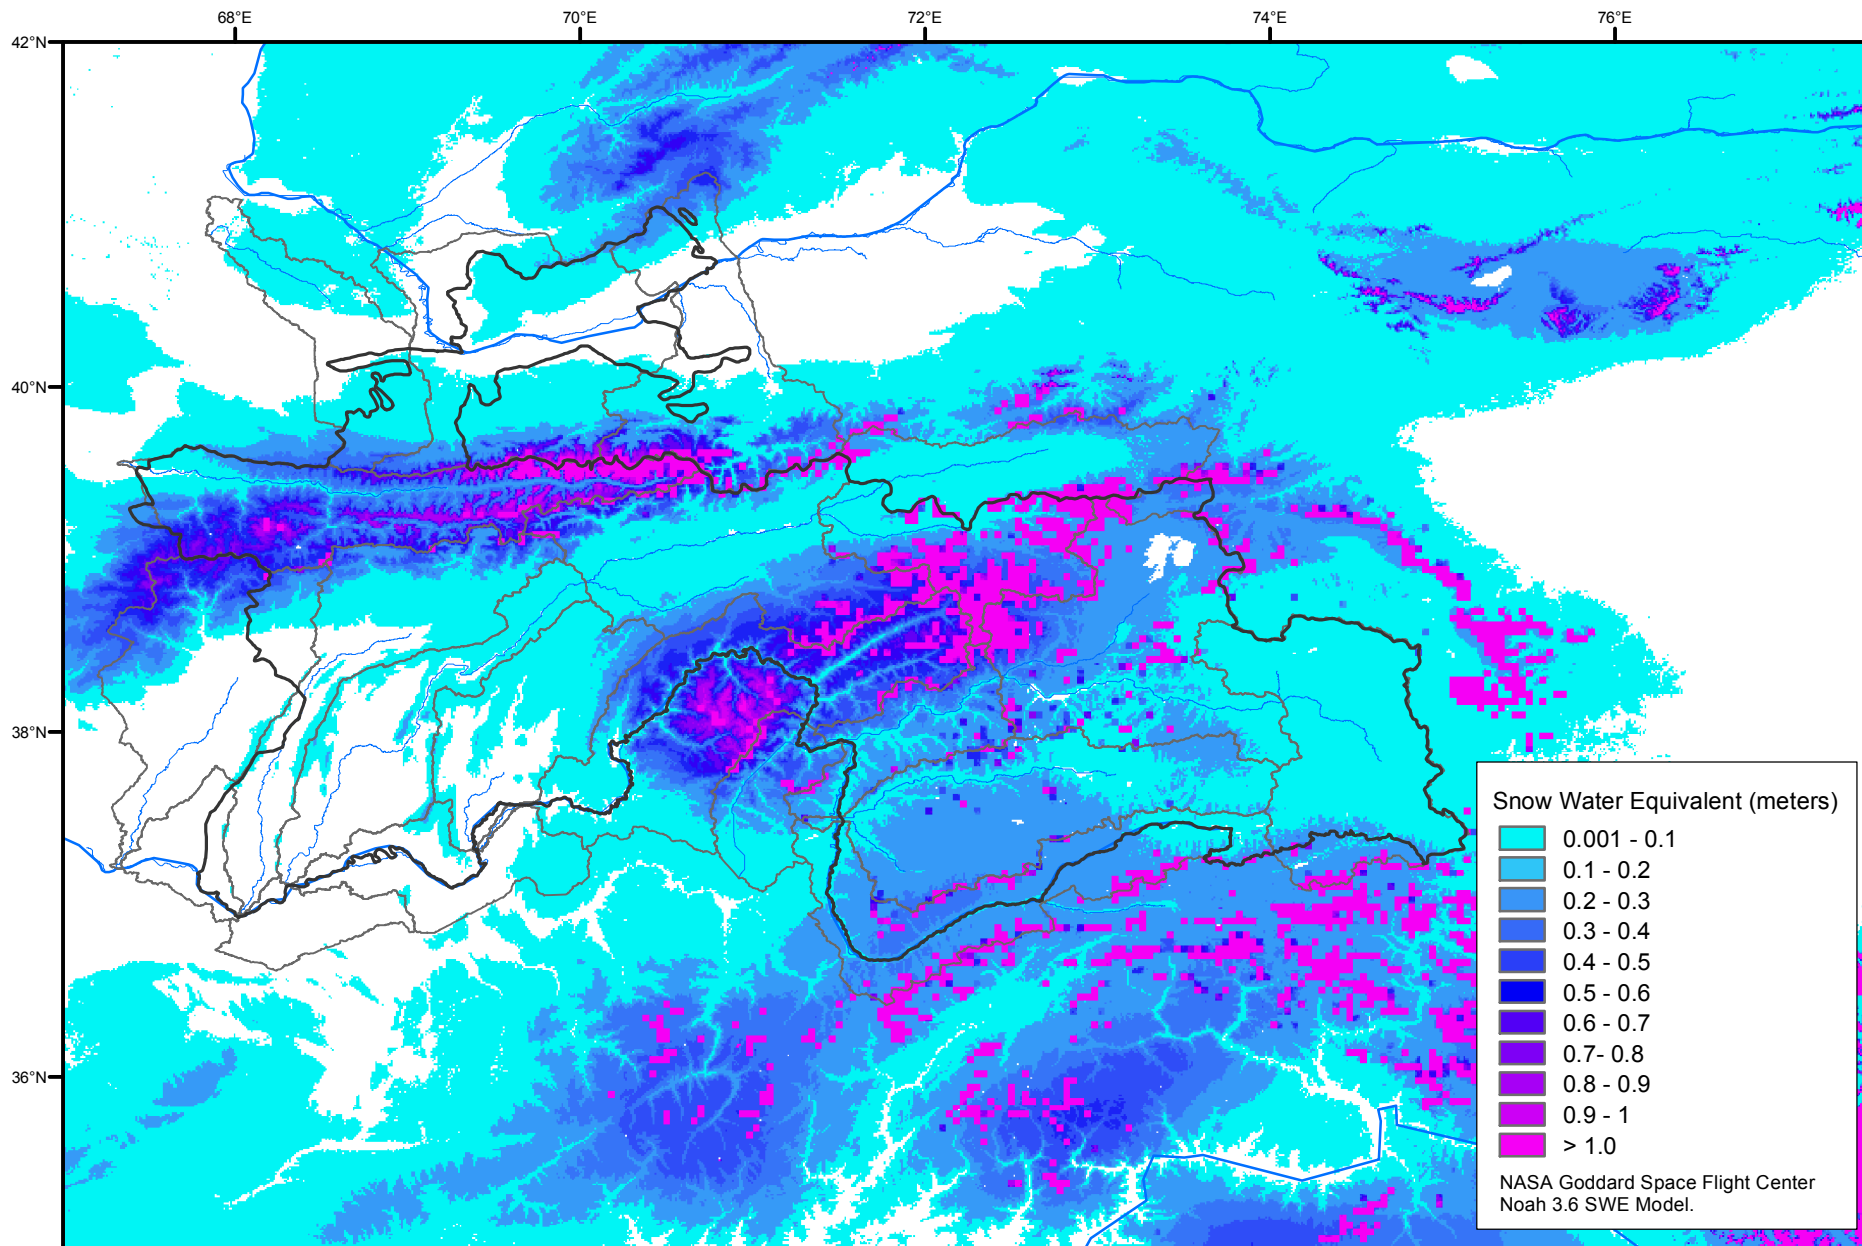 68°E 70°E 72°E 74°E 76°E
42°N
40°N
38°N
36°N
Snow Water Equivalent (meters)
0.001 - 0.1
0.1 - 0.2
0.2 - 0.3
0.3 - 0.4
0.4 - 0.5
0.5 - 0.6
0.6 - 0.7
0.7- 0.8
0.8 - 0.9
0.9 - 1
> 1.0
NASA Goddard Space Flight Center
Noah 3.6 SWE Model.